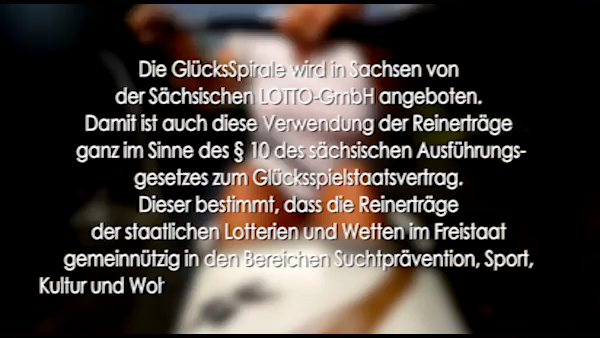 Die GlücksSpirale wird in Sachsen von
der Sächsischen LOTTO-GmbH angeboten.
Damit ist auch diese Verwendung der Reinerträge
ganz im Sinne des § 10 des sächsischen Ausführungs-
gesetzes zum Glücksspielstaatsvertrag.
Dieser bestimmt, dass die Reinerträge
der staatlichen Lotterien und Wetten im Freistaat
gemeinnützig in den Bereichen Suchtprävention, Sport,
Kultur und